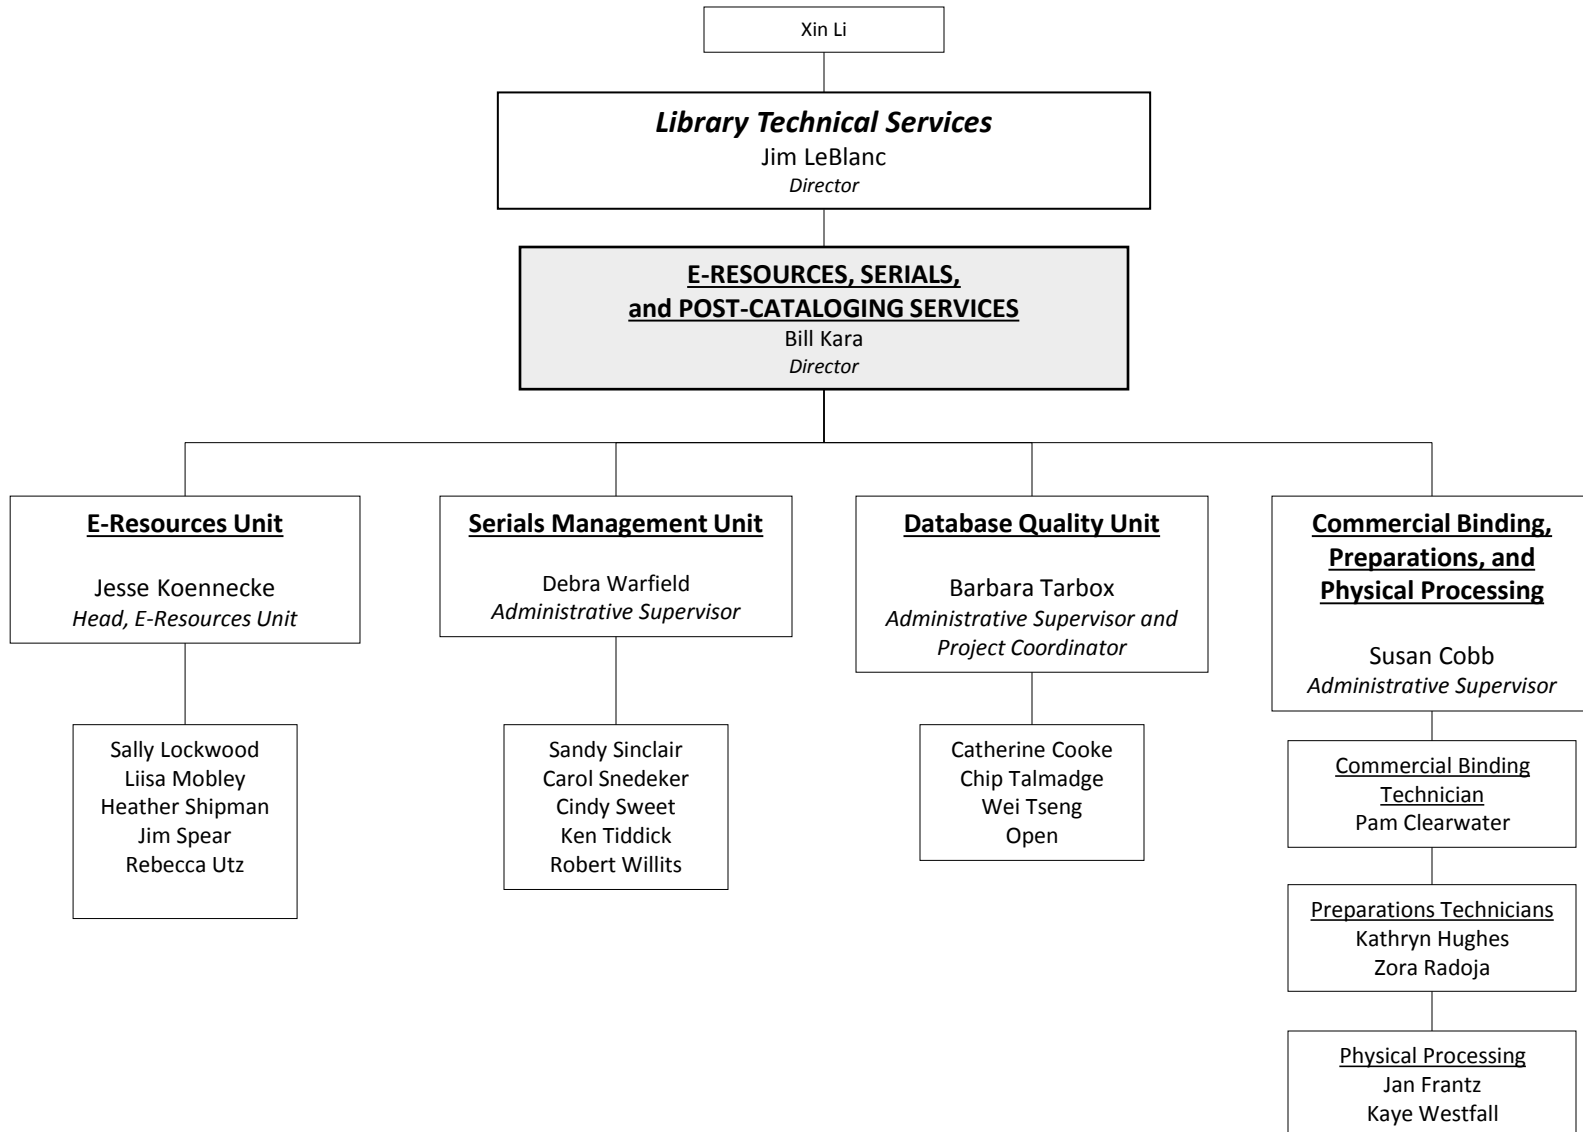 Xin Li
Library Technical Services
Jim LeBlanc
Director
E-RESOURCES, SERIALS,
and POST-CATALOGING SERVICES
Bill Kara
Director
E-Resources Unit
Jesse Koennecke
Head, E-Resources Unit
Sally Lockwood
Liisa Mobley
Heather Shipman
Jim Spear
Rebecca Utz
Serials Management Unit
Debra Warfield
Administrative Supervisor
Sandy Sinclair
Carol Snedeker
Cindy Sweet
Ken Tiddick
Robert Willits
Database Quality Unit
Barbara Tarbox
Administrative Supervisor and
Project Coordinator
Catherine Cooke
Chip Talmadge
Wei Tseng
Open
Commercial Binding,
Preparations, and
Physical Processing
Susan Cobb
Administrative Supervisor
Commercial Binding
Technician
Pam Clearwater
Preparations Technicians
Kathryn Hughes
Zora Radoja
Physical Processing
Jan Frantz
Kaye Westfall